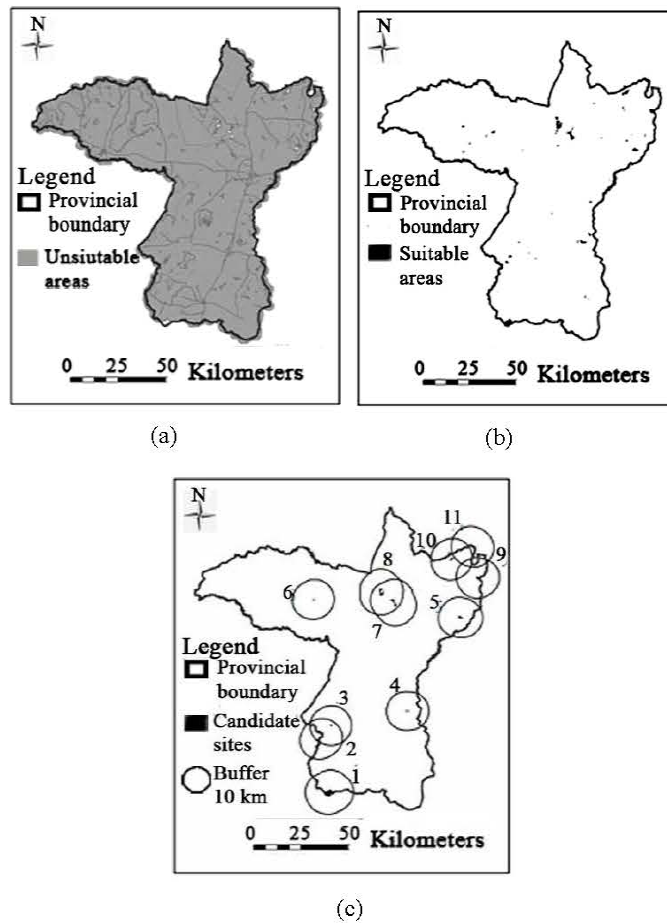 N
Legend
Provincial
boundary
Unsiutable
areas
0 25 50 Kilometers
(a)
N
Legend
Provincial
boundary
Suitable
areas
0 25 50 Kilometers
(b)
N
11
10
9
8
6
7
5
Legend
Provincial
boundary
Candidate
sites
Buffer
10 km
4
3
2
1
0 25 50 Kilometers
(c)